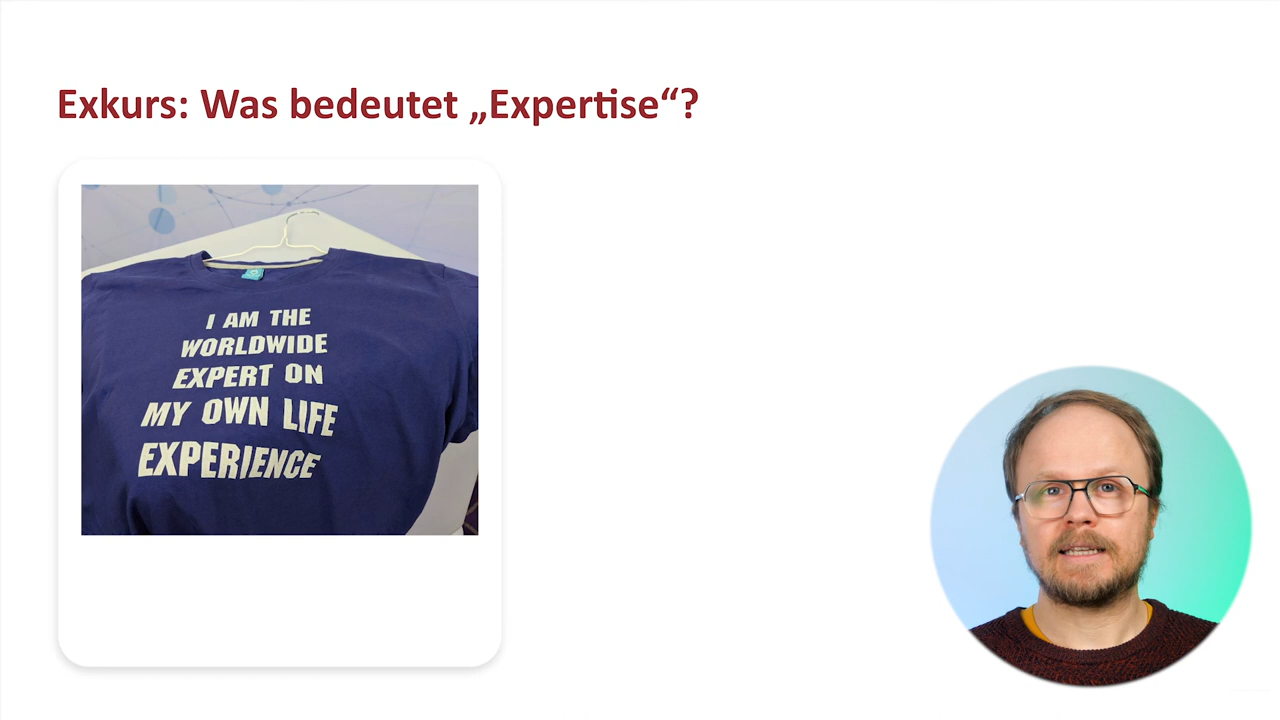 Exkurs: Was bedeutet „Expertise“?
I AM THE
WORLDWIDE
EXPERT ON
MY OWN LIFE
EXPERIENCE